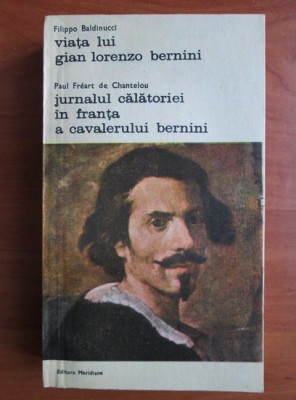 Filippo Baldinucci
viața lui
gian lorenzo bernini
Paul Fréart de Chantelou
jurnalul călătoriei
în franța
a cavalerului bernini
Editura Meridiane